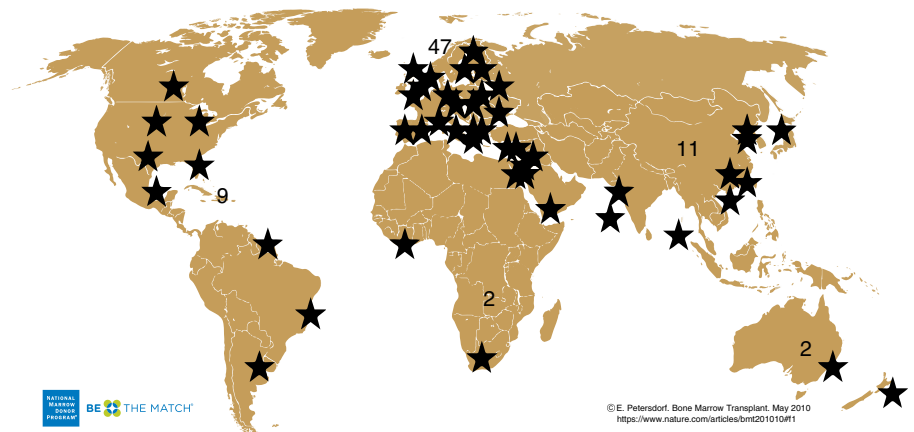 47
11
9
2
2
NATIONAL
MARROW
DONOR
PROGRAM®
BE THE MATCH®
© E. Petersdorf. Bone Marrow Transplant. May 2010
https://www.nature.com/articles/bmt201010#f1